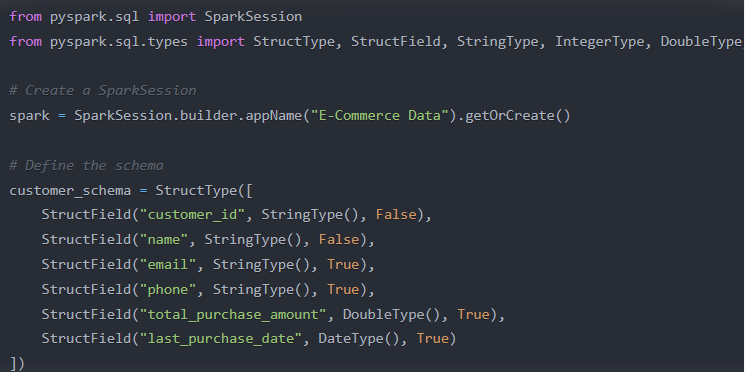 from pyspark.sql import SparkSession
from pyspark.sql.types import StructType, StructField, StringType, IntegerType, DoubleType,
# Create a SparkSession
spark = SparkSession.builder.appName("E-Commerce Data").getOrCreate()
# Define the schema
customer_schema = StructType([
    StructField("customer_id", StringType(), False),
    StructField("name", StringType(), False),
    StructField("email", StringType(), True),
    StructField("phone", StringType(), True),
    StructField("total_purchase_amount", DoubleType(), True),
    StructField("last_purchase_date", DateType(), True)
])